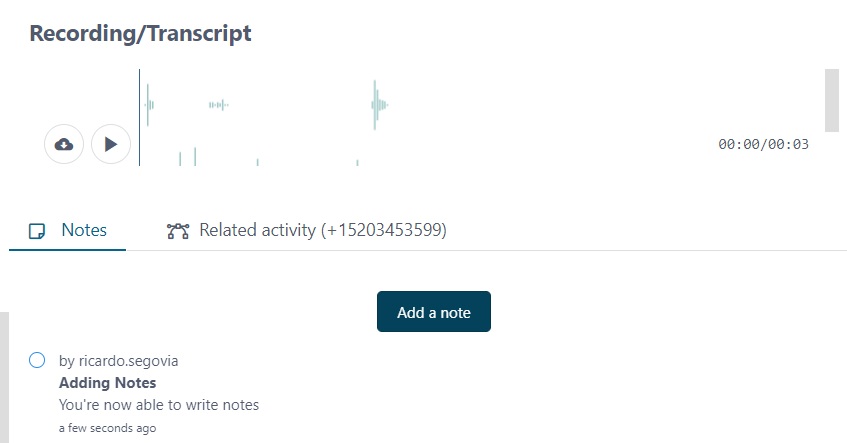 Recording/Transcript
00:00/00:03
Notes
Related activity (+15203453599)
Add a note
by ricardo.segovia
Adding Notes
You're now able to write notes
a few seconds ago